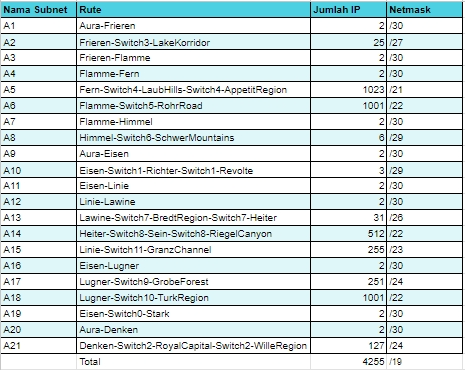 Nama Subnet Rute Jumlah IP Netmask
A1 Aura-Frieren 2 /30
A2 Frieren-Switch3-LakeKorridor 25 /27
A3 Frieren-Flamme 2 /30
A4 Flamme-Fern 2 /30
A5 Fern-Switch4-LaubHills-Switch4-AppetitRegion 1023 /21
A6 Flamme-Switch5-RohrRoad 1001 /22
A7 Flamme-Himmel 2 /30
A8 Himmel-Switch6-SchwerMountains 6 /29
A9 Aura-Eisen 2 /30
A10 Eisen-Switch1-Richter-Switch1-Revolte 3 /29
A11 Eisen-Linie 2 /30
A12 Linie-Lawine 2 /30
A13 Lawine-Switch7-BredtRegion-Switch7-Heiter 31 /26
A14 Heiter-Switch8-Sein-Switch8-RiegelCanyon 512 /22
A15 Linie-Switch11-GranzChannel 255 /23
A16 Eisen-Lugner 2 /30
A17 Lugner-Switch9-GrobeForest 251 /24
A18 Lugner-Switch10-TurkRegion 1001 /22
A19 Eisen-Switch0-Stark 2 /30
A20 Aura-Denken 2 /30
A21 Denken-Switch2-RoyalCapital-Switch2-WilleRegion 127 /24
Total 4255 /19